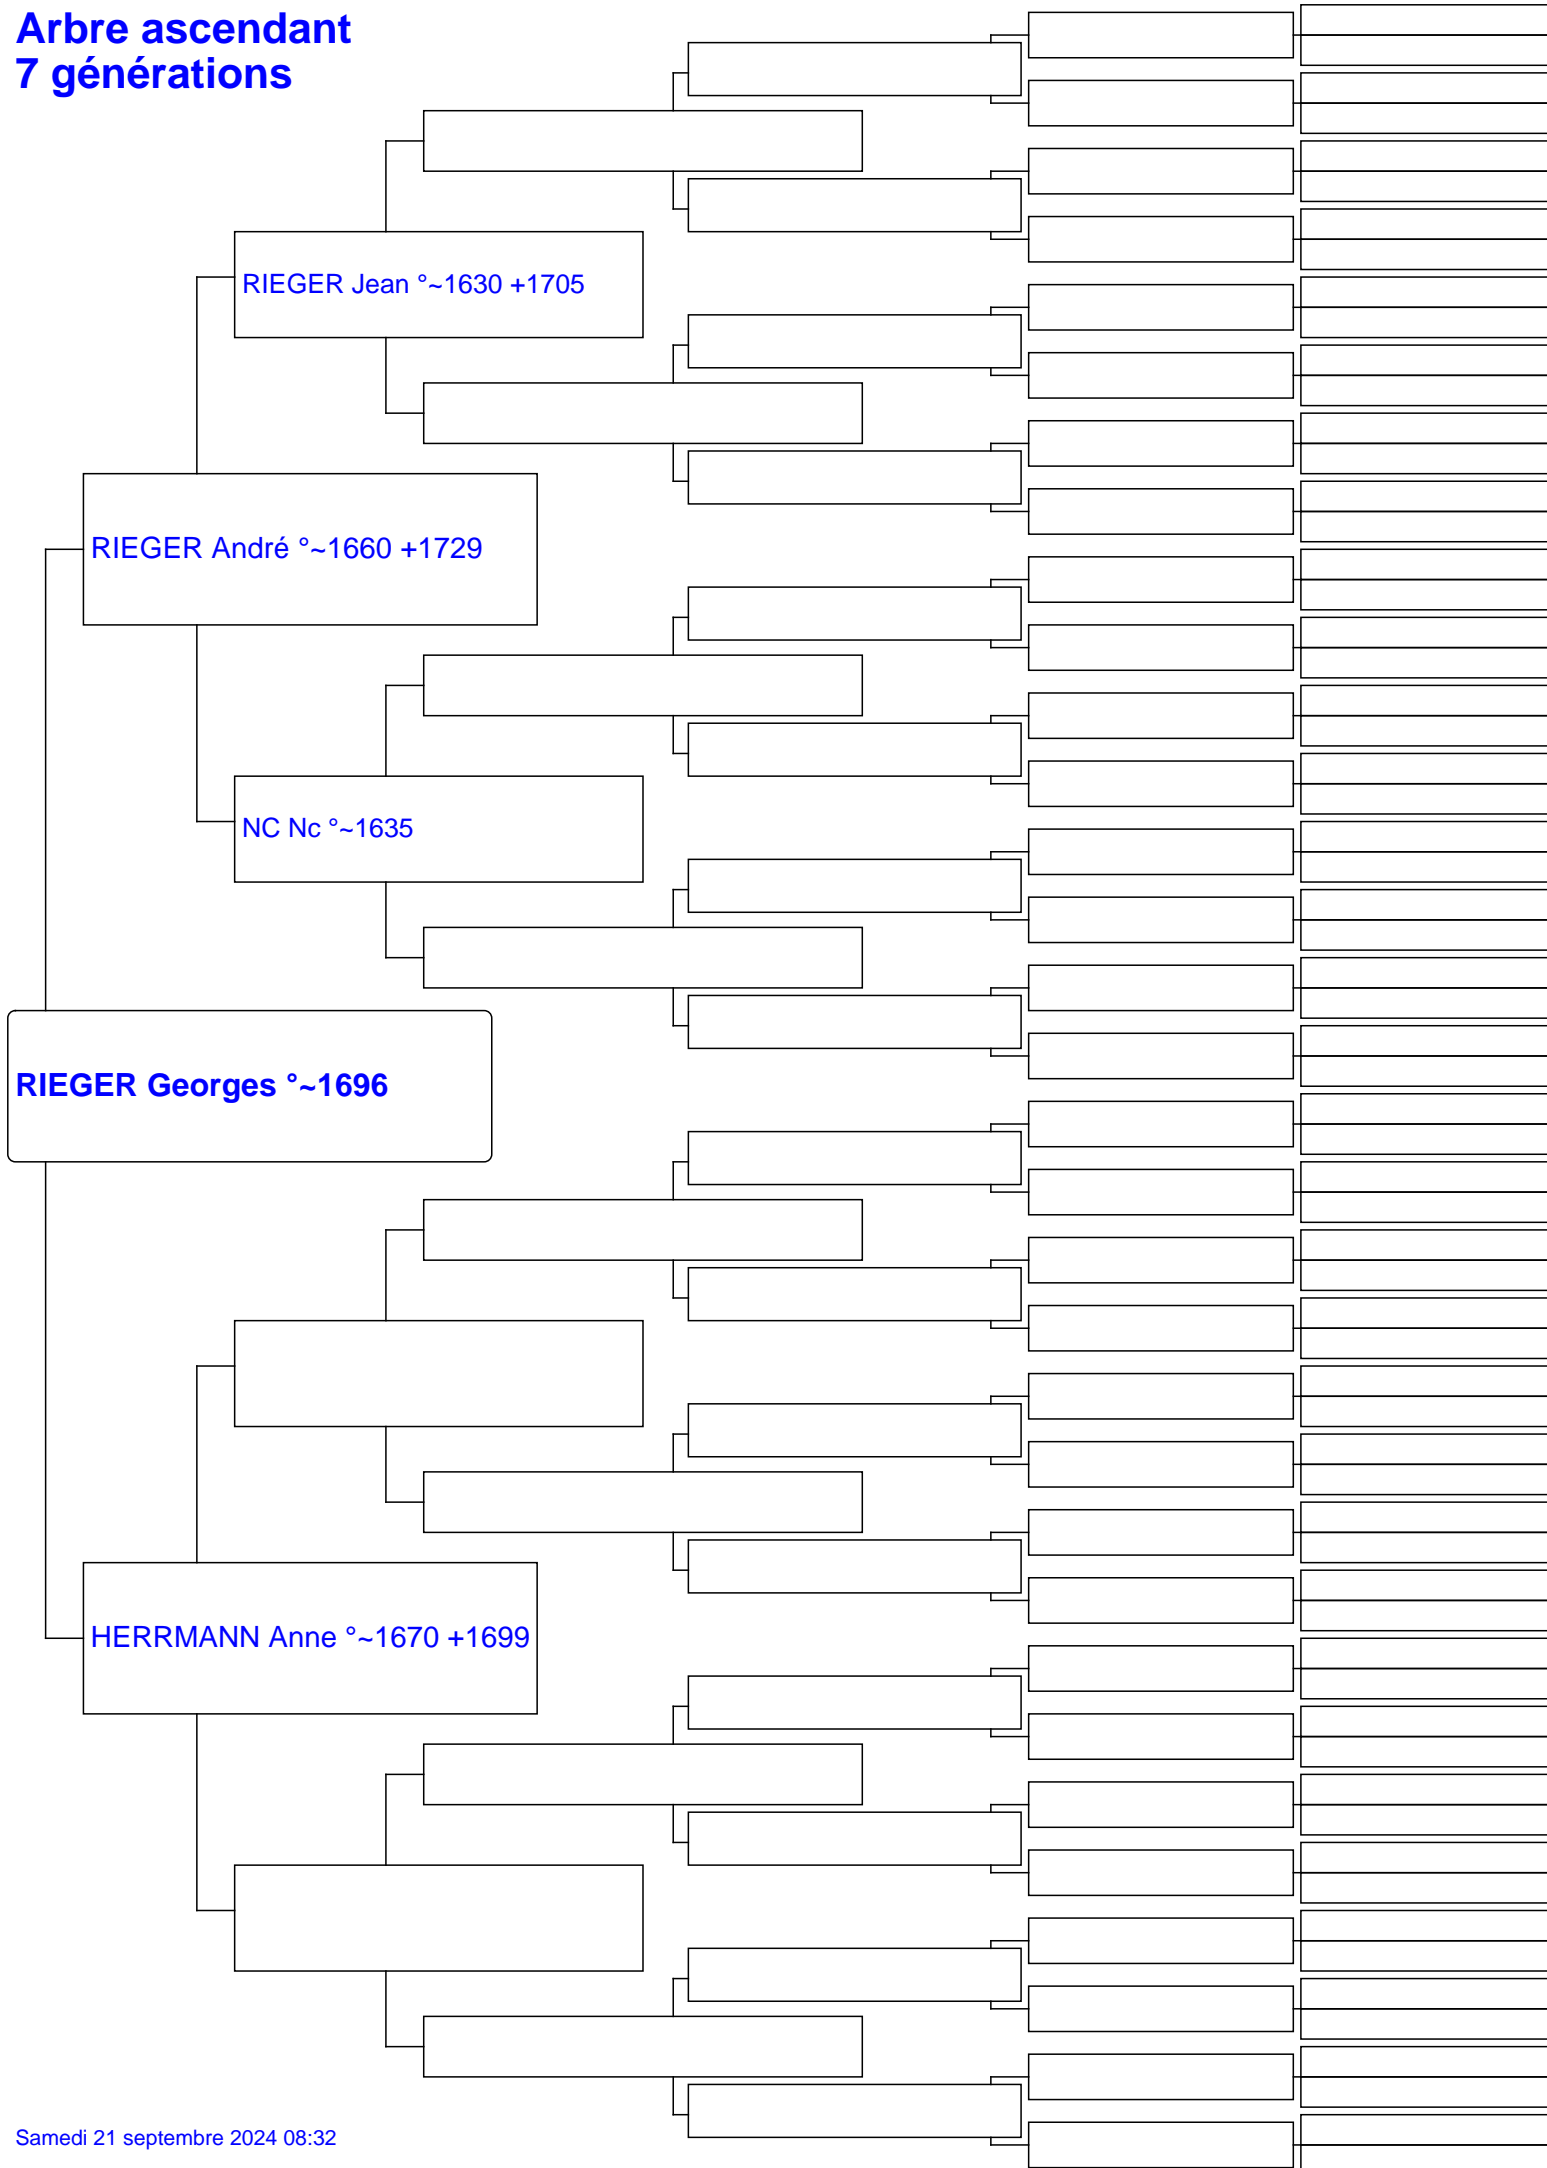 Arbre ascendant
7 générations
RIEGER Jean °~1630 +1705
RIEGER André °~1660 +1729
NC Nc °~1635
RIEGER Georges °~1696
HERRMANN Anne °~1670 +1699
Samedi 21 septembre 2024 08:32